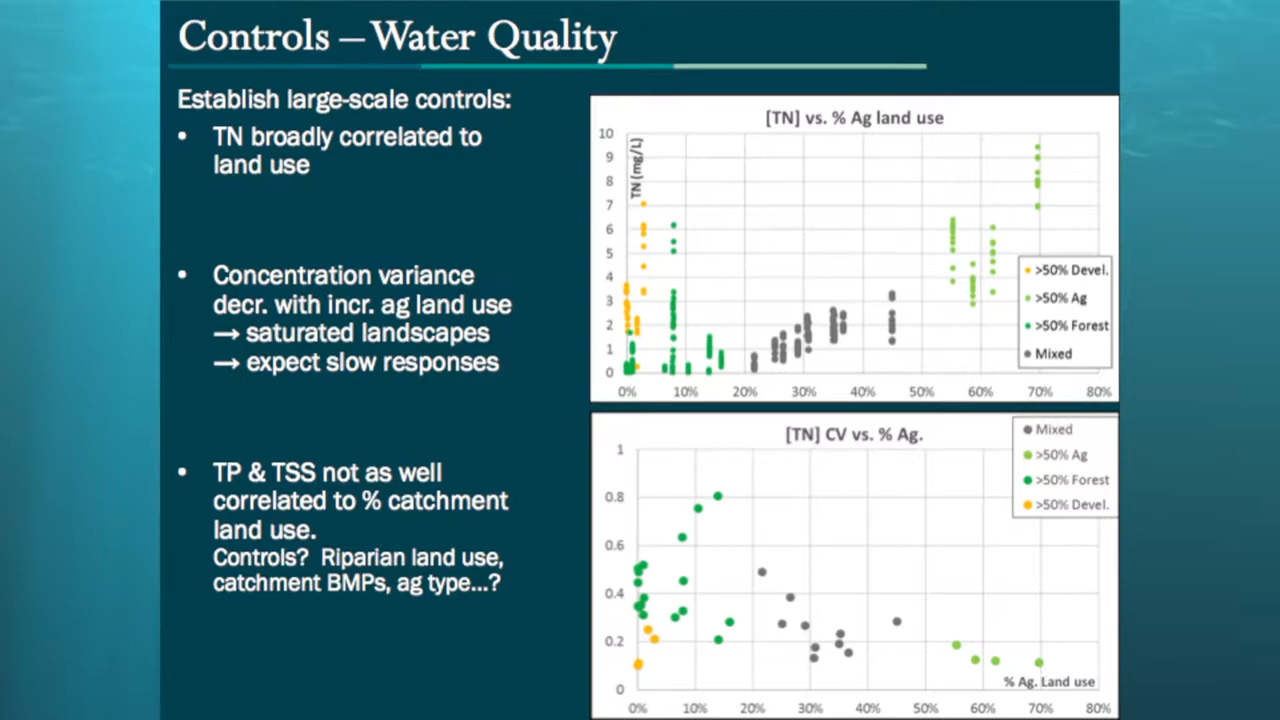 Controls – Water Quality
Establish large-scale controls:
• TN broadly correlated to
land use
• Concentration variance
decr. with incr. ag land use
→ saturated landscapes
→ expect slow responses
• TP & TSS not as well
correlated to % catchment
land use.
Controls? Riparian land use,
catchment BMPs, ag type...?
[TN] vs. % Ag land use
TN (mg/L)
10
9
8
7
6
5
4
3
2
1
0
0% 10% 20% 30% 40% 50% 60% 70% 80%
>50% Devel.
>50% Ag
>50% Forest
Mixed
[TN] CV vs. % Ag.
1
0.8
0.6
0.4
0.2
0
0% 10% 20% 30% 40% 50% 60% 70% 80%
% Ag. Land use
Mixed
>50% Ag
>50% Forest
>50% Devel.